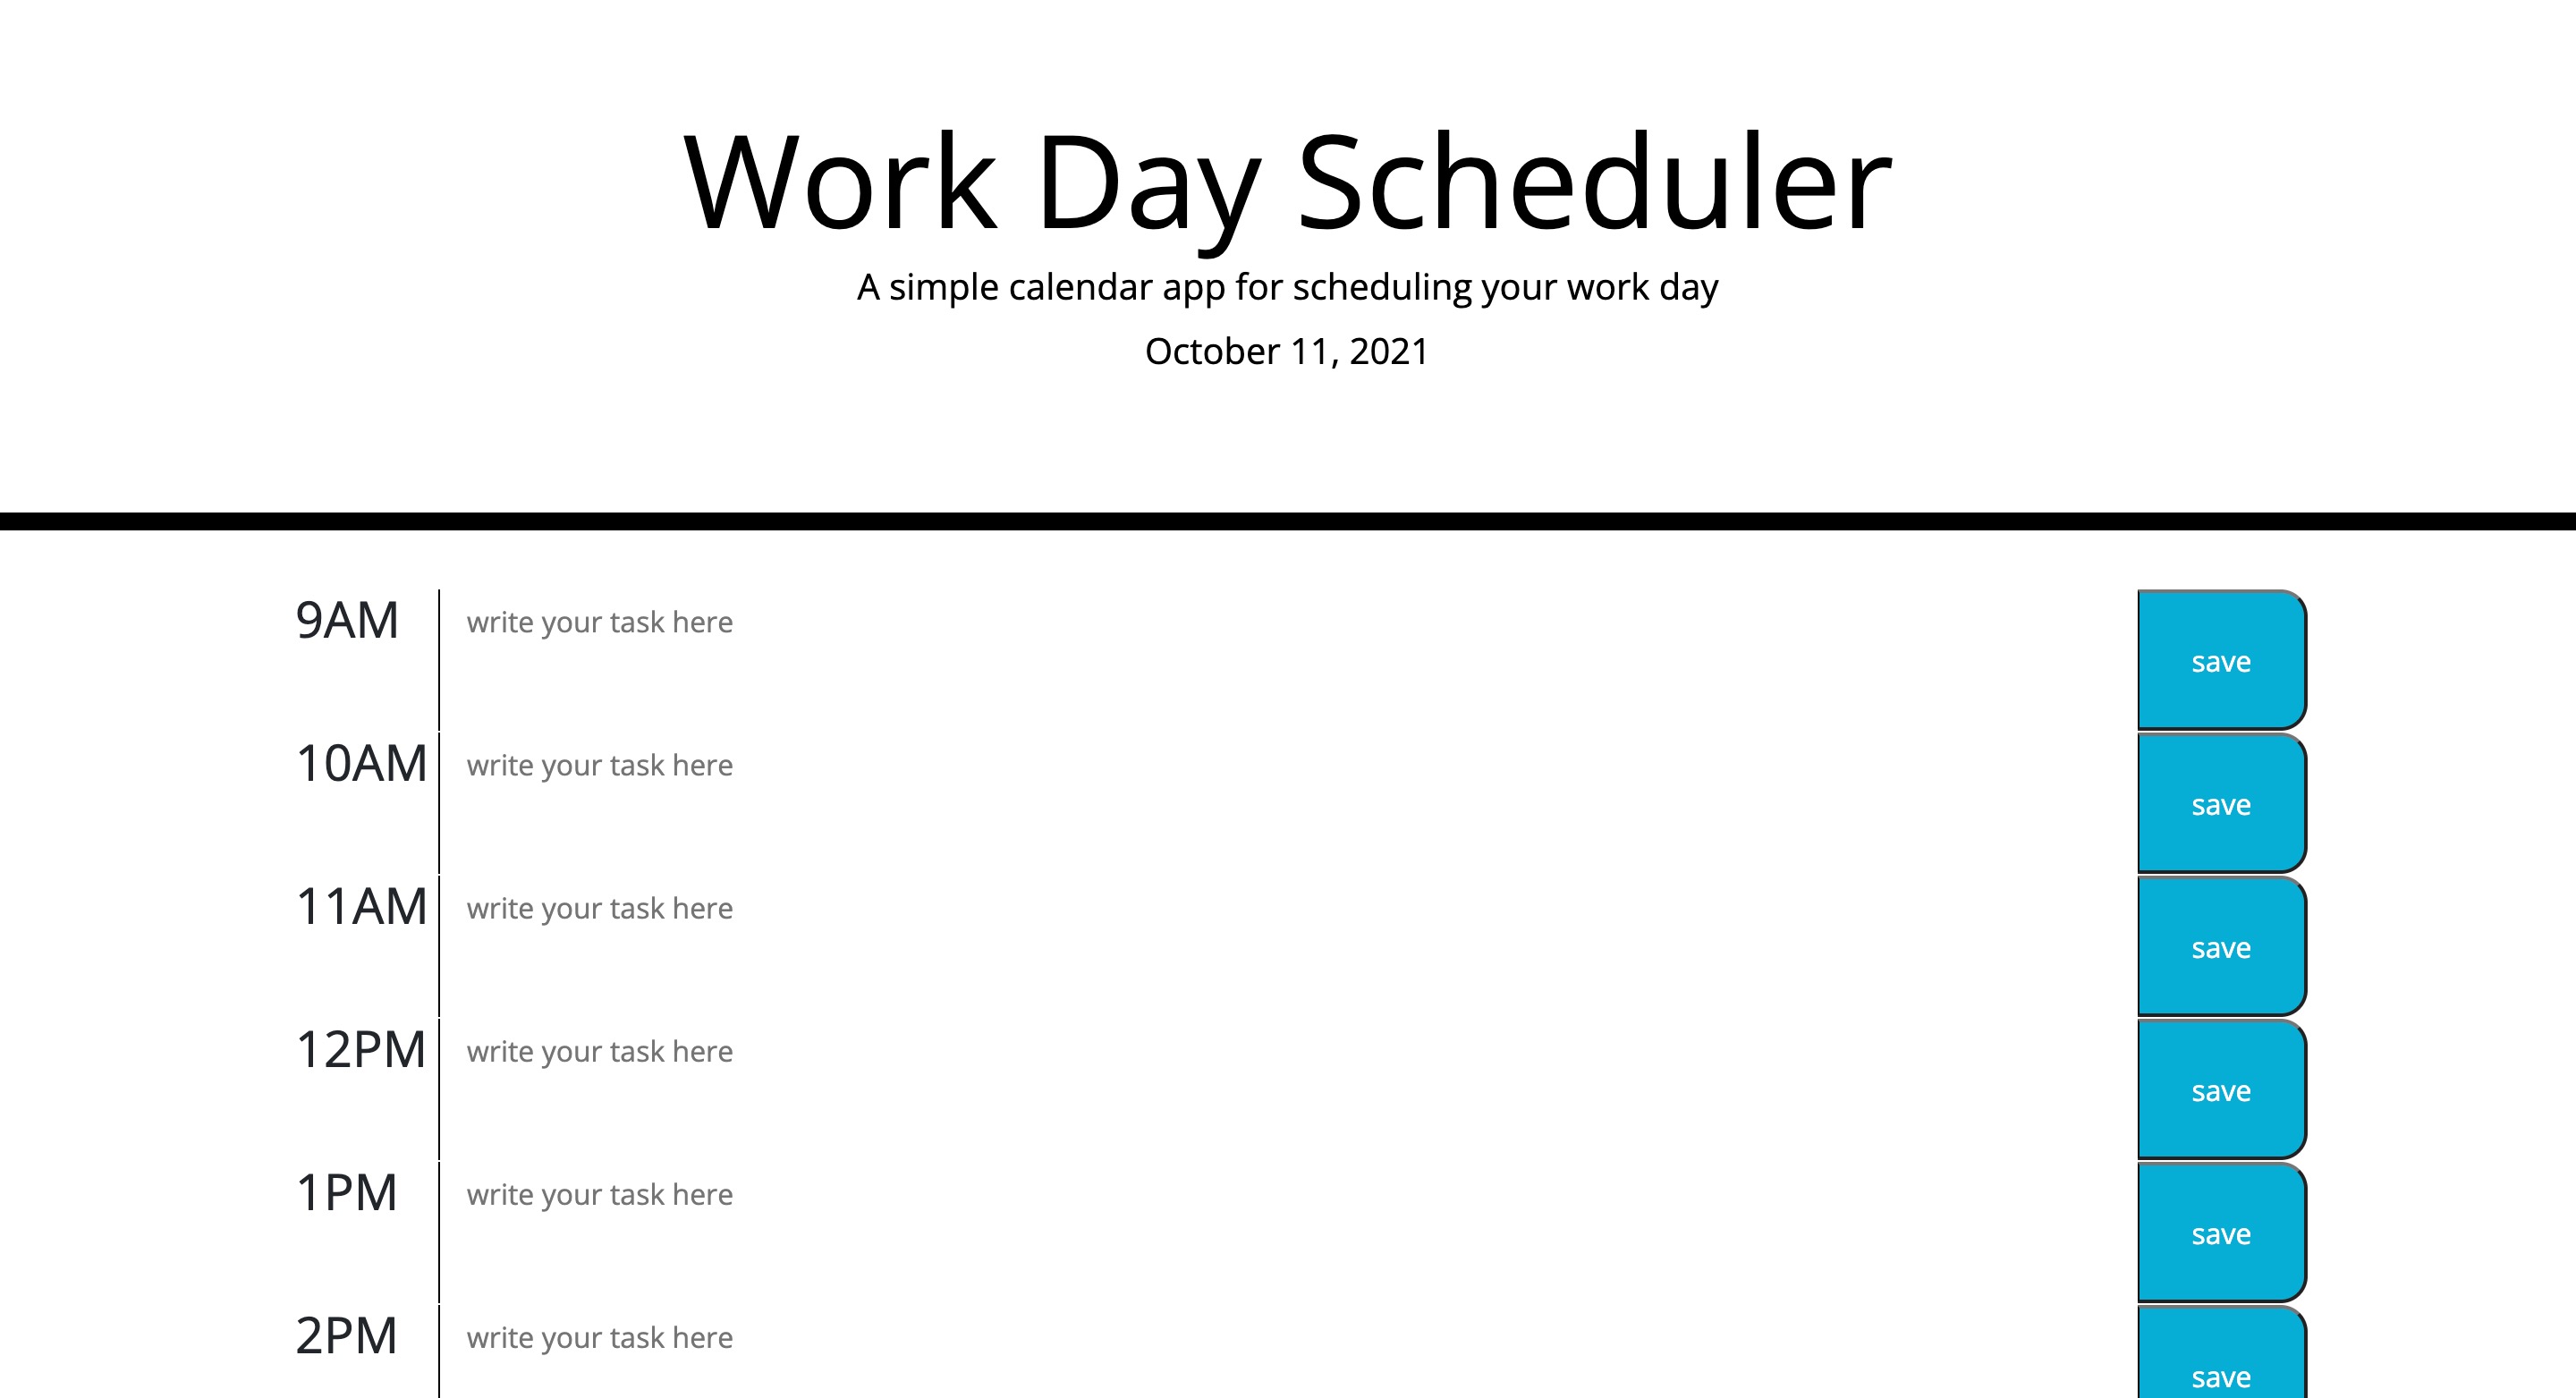 Work Day Scheduler
A simple calendar app for scheduling your work day
October 11, 2021
9AM write your task here save
10AM write your task here save
11AM write your task here save
12PM write your task here save
1PM write your task here save
2PM write your task here save